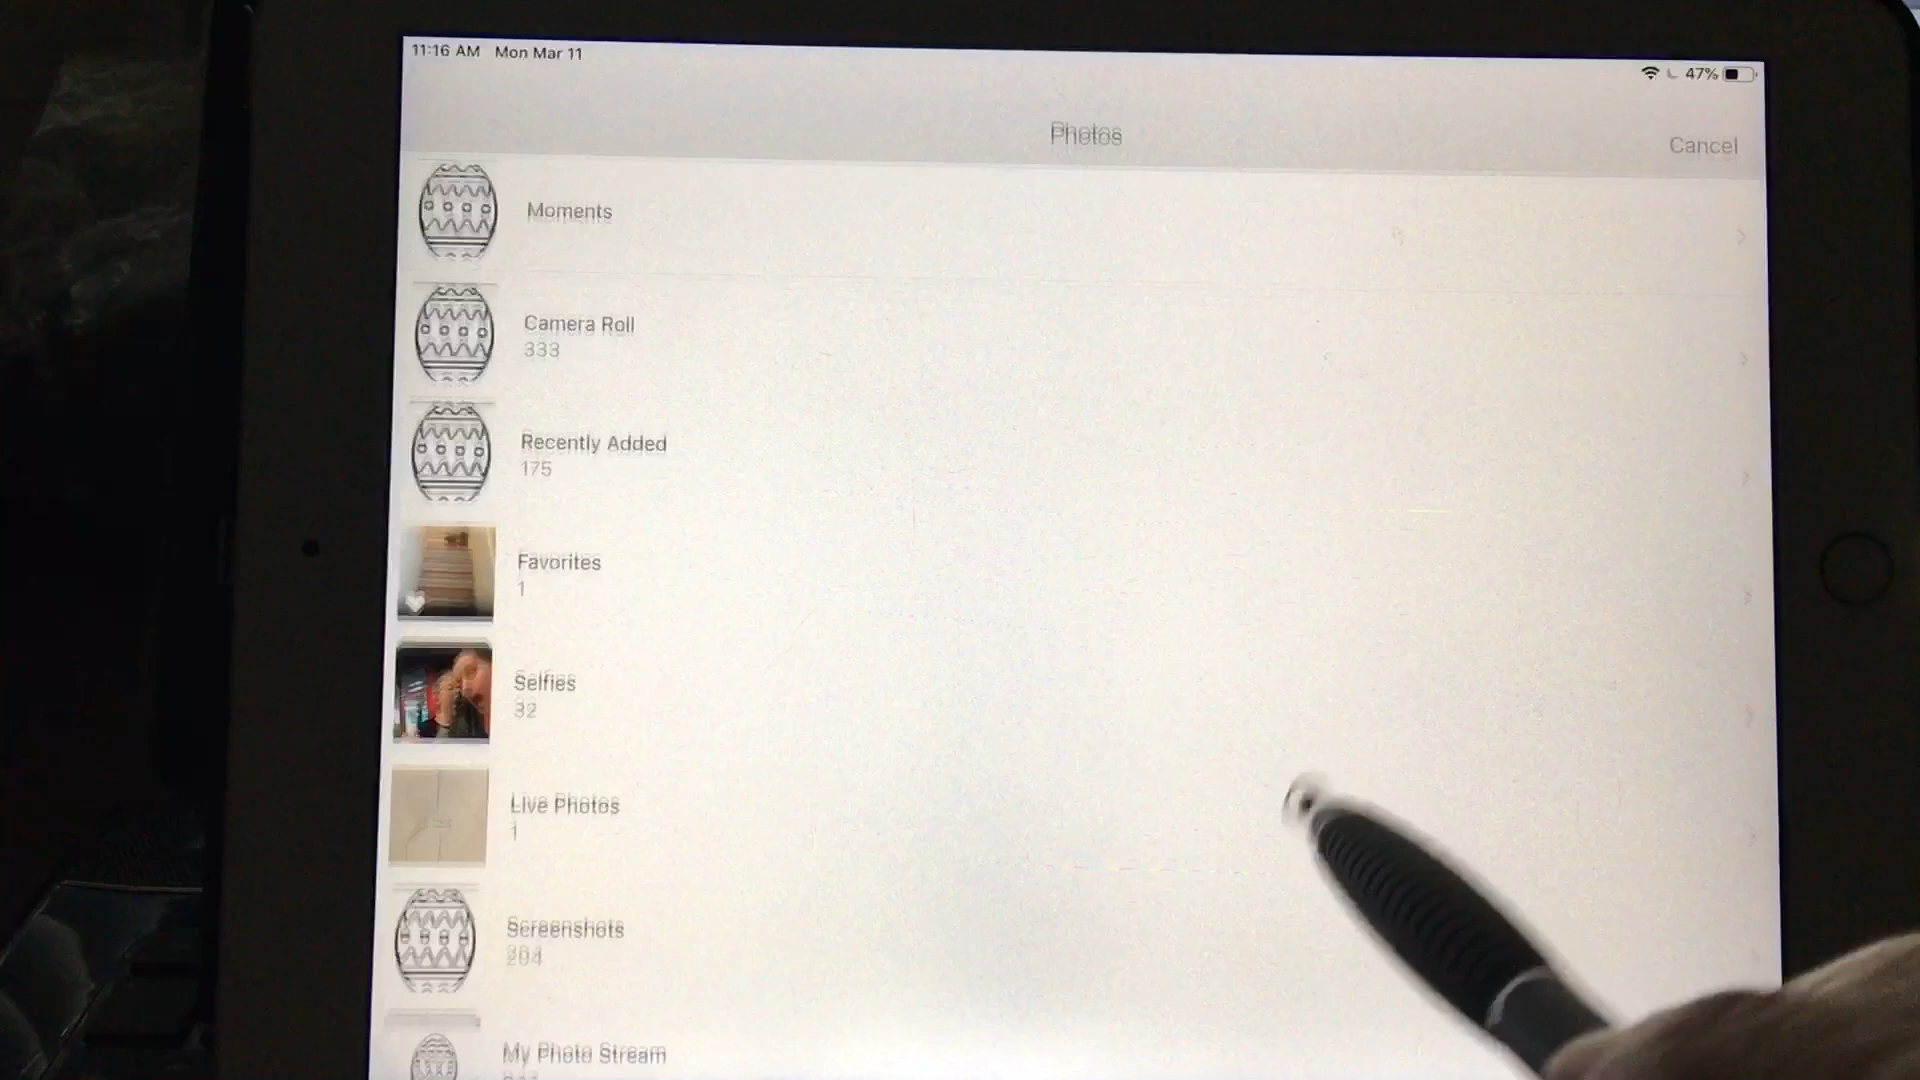 11:16 AM Mon Mar 11
47%
Photos
Cancel
Moments
Camera Roll
333
Recently Added
175
Favorites
1
Selfies
32
Live Photos
1
Screenshots
204
My Photo Stream